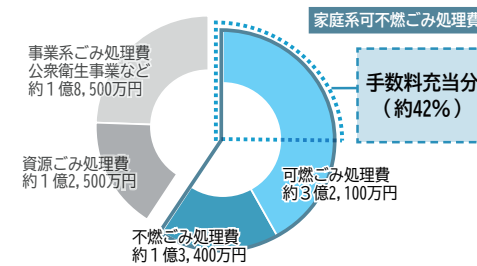 家庭系可不燃ごみ処理費
事業系ごみ処理費
公衆衛生事業など
約１億8,500万円
手数料充当分
（約42％）
資源ごみ処理費
約１億2,500万円
可燃ごみ処理費
約３億2,100万円
不燃ごみ処理費
約１億3,400万円